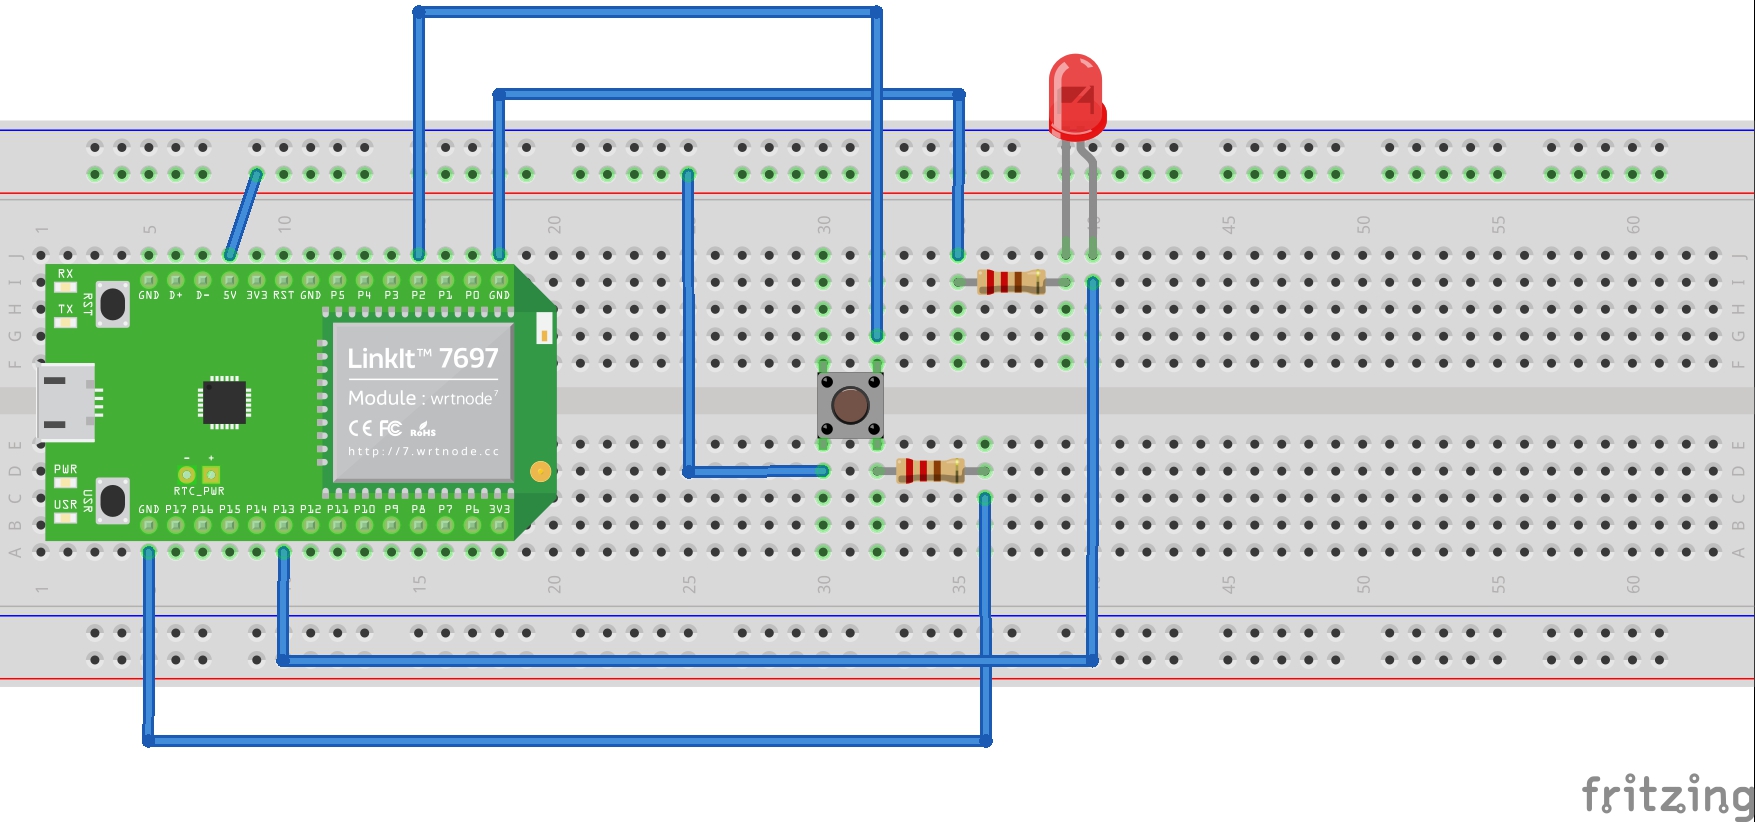 1 5 10 20 30 45 50 55 60
J J
RX
GND D+ D- 5V 3V3 RST GND P5 P4 P3 P2 P1 P0 GND
RST
I I
TX
H H
G G
LinkIt™ 7697
F F
Module : wrtnode⁷
CE FC RoHS
E E
http://7.wrtnode.cc
- +
PWR
D D
RTC_PWR
USR
C C
USR
GND P17 P16 P15 P14 P13 P12 P11 P10 P9 P8 P7 P6 3V3
B B
A A
1 15 20 25 30 35 45 50 55 60
fritzing